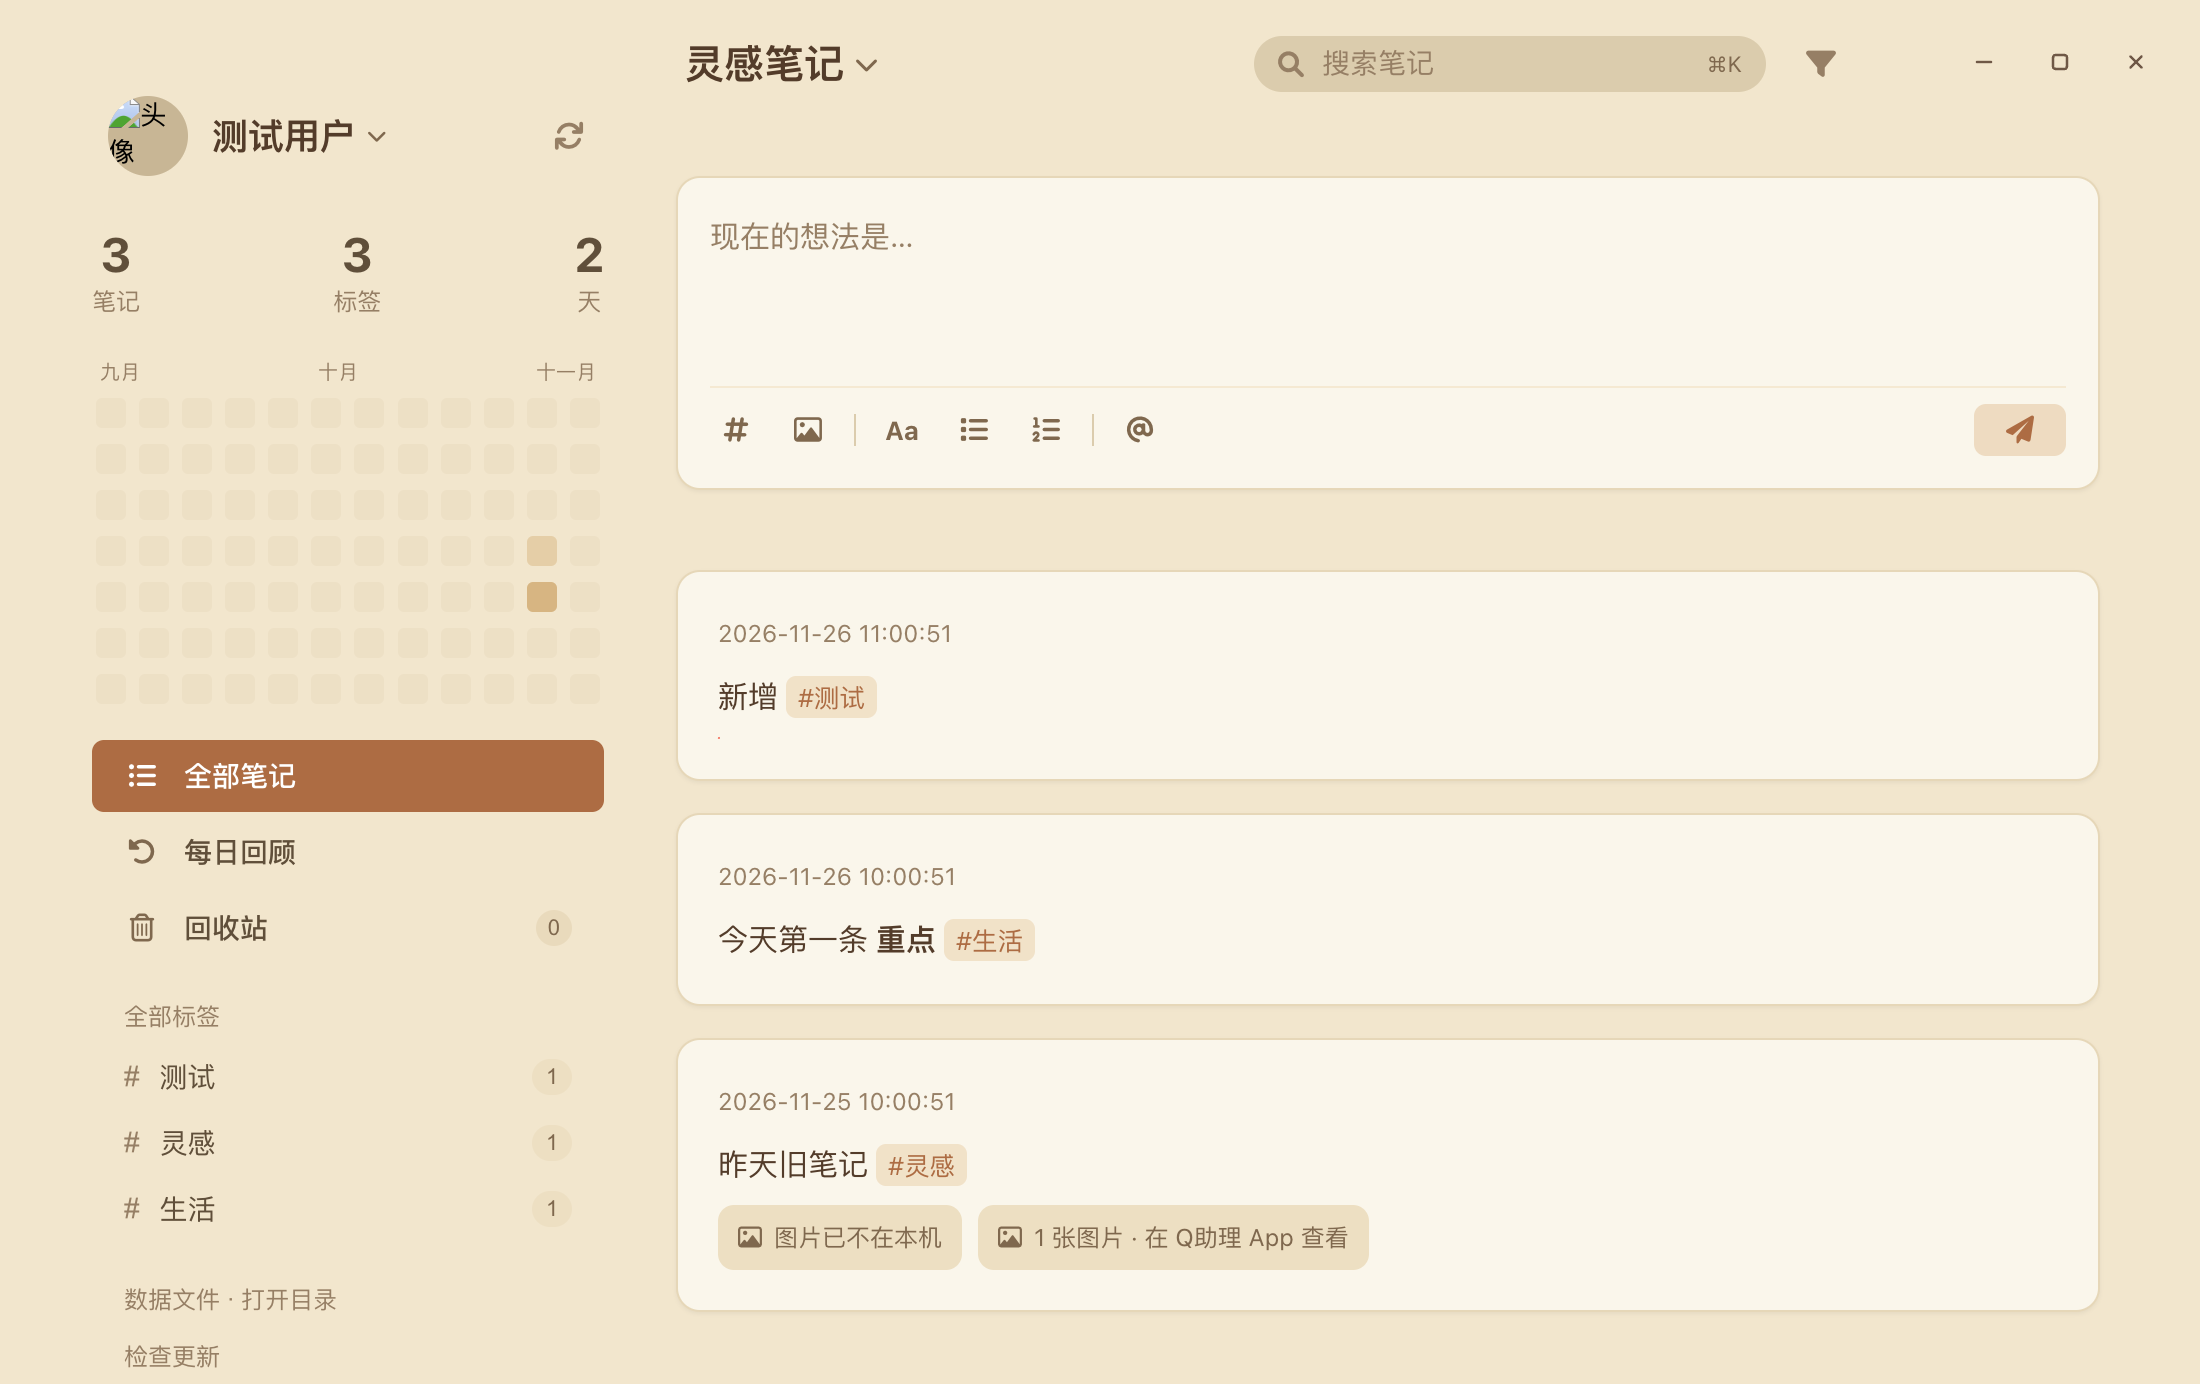 灵感笔记
搜索笔记 ⌘K
头像
测试用户
3 3 2
笔记 标签 天
九月 十月 十一月
全部笔记
每日回顾
回收站 0
全部标签
# 测试 1
# 灵感 1
# 生活 1
数据文件 · 打开目录
检查更新
现在的想法是...
# Aa @
2026-11-26 11:00:51
新增 #测试
2026-11-26 10:00:51
今天第一条 重点 #生活
2026-11-25 10:00:51
昨天旧笔记 #灵感
图片已不在本机 1 张图片 · 在 Q助理 App 查看